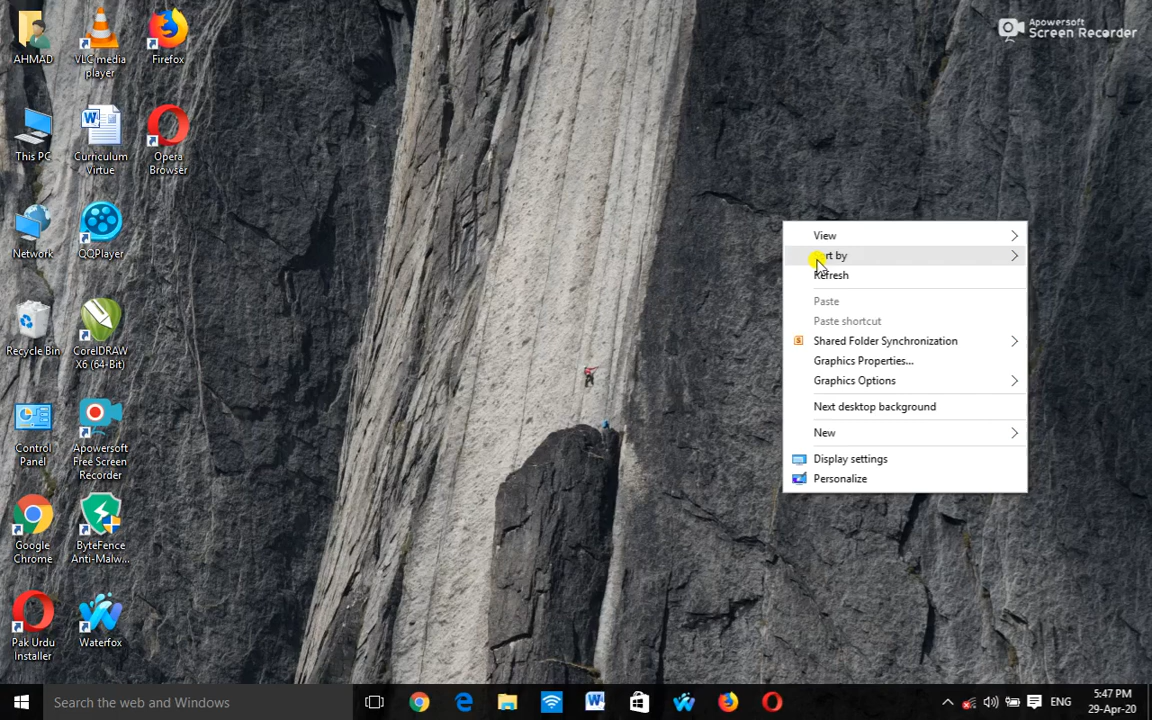 Apowersoft
Screen Recorder
AHMAD
VLC media
player
Firefox
This PC
Curriculum
Virtue
Opera
Browser
Network
QQPlayer
Recycle Bin
CorelDRAW
X6 (64-Bit)
Control
Panel
Apowersoft
Free Screen
Recorder
Google
Chrome
ByteFence
Anti-Malw...
Pak Urdu
Installer
Waterfox
View
rt by
Refresh
Paste
Paste shortcut
Shared Folder Synchronization
Graphics Properties...
Graphics Options
Next desktop background
New
Display settings
Personalize
Search the web and Windows
ENG
5:47 PM
29-Apr-20